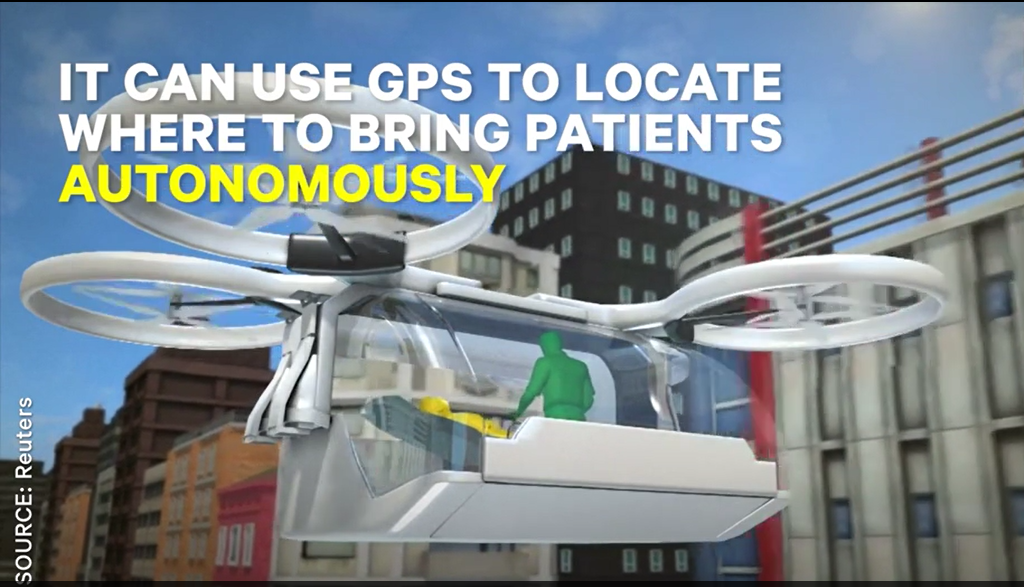 IT CAN USE GPS TO LOCATE
WHERE TO BRING PATIENTS
AUTONOMOUSLY
SOURCE: Reuters